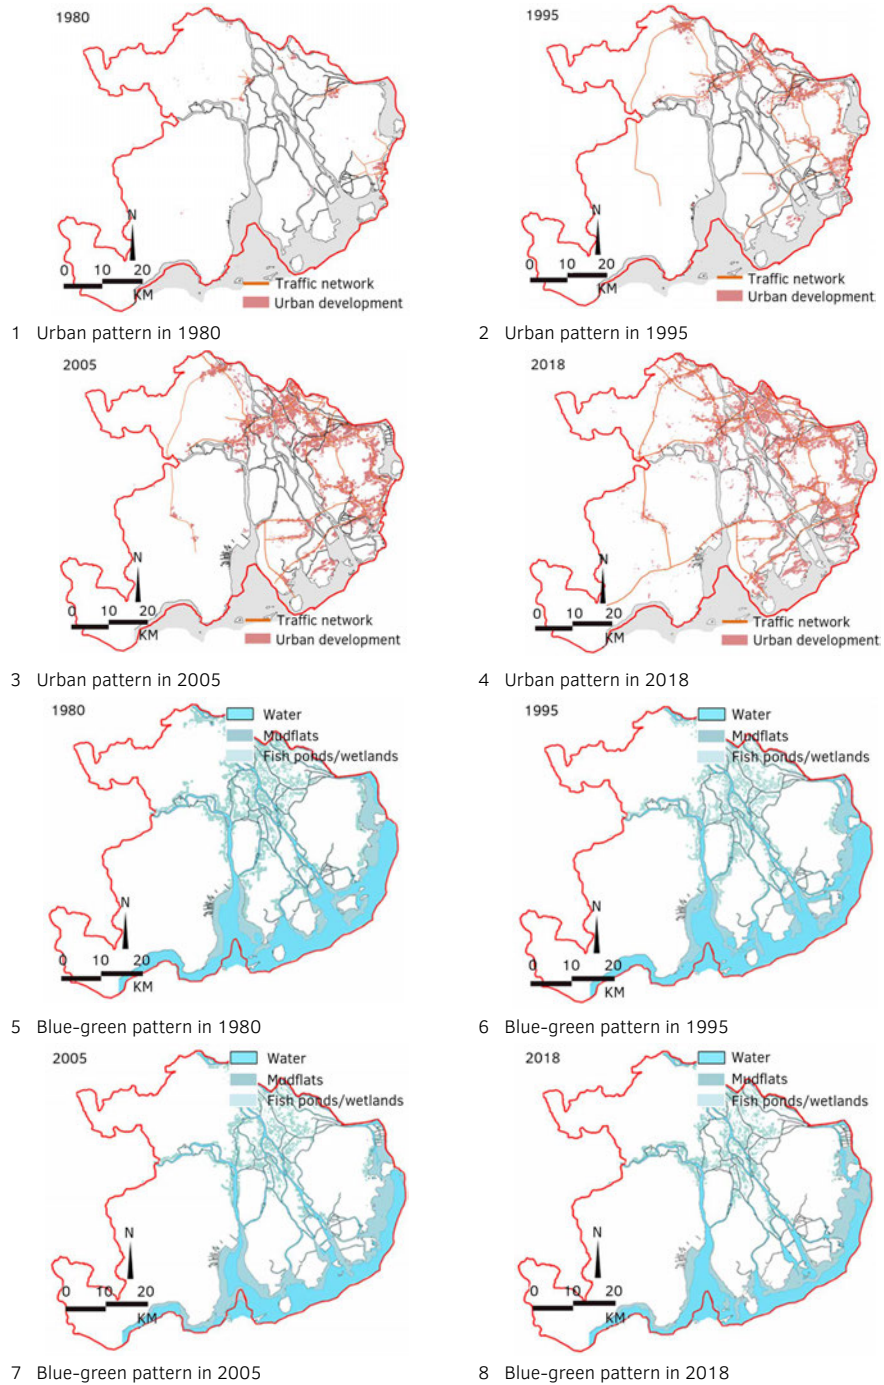 1980
N
0 10 20
KM
Traffic network
Urban development
1 Urban pattern in 1980
1995
N
0 10 20
KM
Traffic network
Urban development
2 Urban pattern in 1995
2005
N
0 10 20
KM
Traffic network
Urban development
3 Urban pattern in 2005
2018
N
0 10 20
KM
Traffic network
Urban development
4 Urban pattern in 2018
1980
Water
Mudflats
Fish ponds/wetlands
N
0 10 20
KM
5 Blue-green pattern in 1980
1995
Water
Mudflats
Fish ponds/wetlands
N
0 10 20
KM
6 Blue-green pattern in 1995
2005
Water
Mudflats
Fish ponds/wetlands
N
0 10 20
KM
7 Blue-green pattern in 2005
2018
Water
Mudflats
Fish ponds/wetlands
N
0 10 20
KM
8 Blue-green pattern in 2018